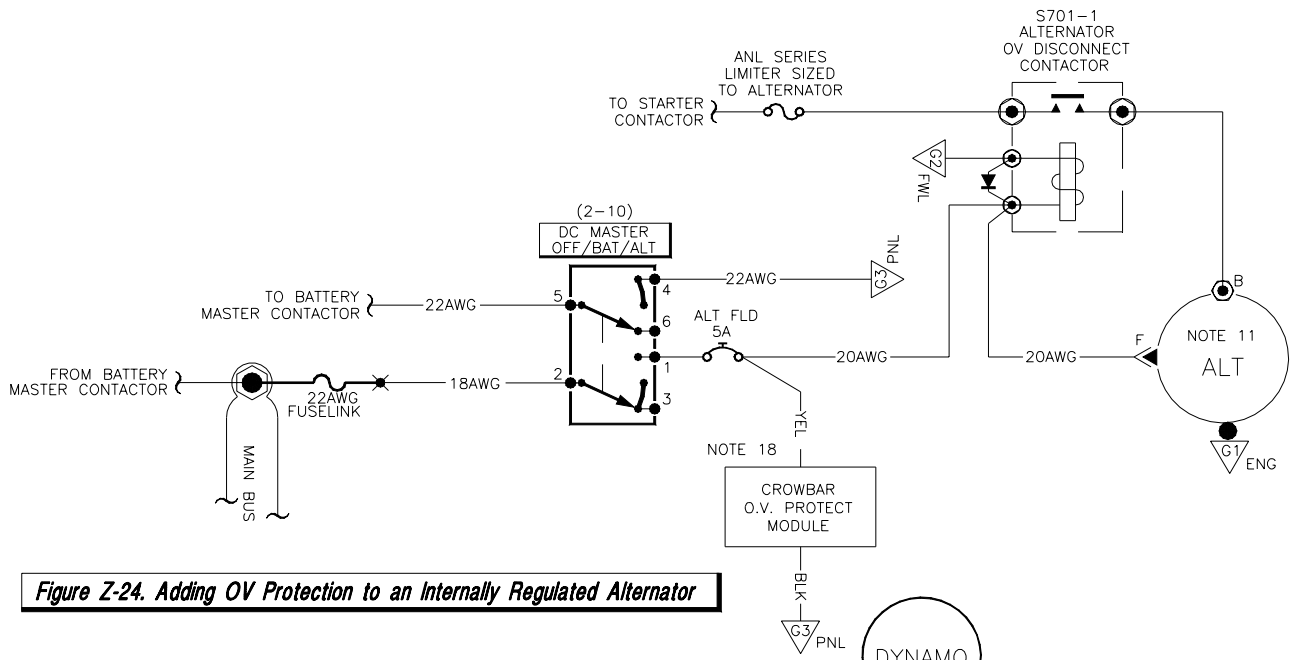 S701-1
ALTERNATOR
OV DISCONNECT
CONTACTOR
ANL SERIES
LIMITER SIZED
TO ALTERNATOR
TO STARTER
CONTACTOR
G2
FWL
(2-10)
DC MASTER
OFF/BAT/ALT
4
22AWG
G3
PNL
TO BATTERY
MASTER CONTACTOR
22AWG
5
6
ALT FLD
5A
1
20AWG
20AWG
F
B
NOTE 11
ALT
G1
ENG
FROM BATTERY
MASTER CONTACTOR
22AWG
FUSELINK
18AWG
2
3
MAIN BUS
YEL
NOTE 18
CROWBAR
O.V. PROTECT
MODULE
BLK
G3
PNL
Figure Z-24. Adding OV Protection to an Internally Regulated Alternator
DYNAMO